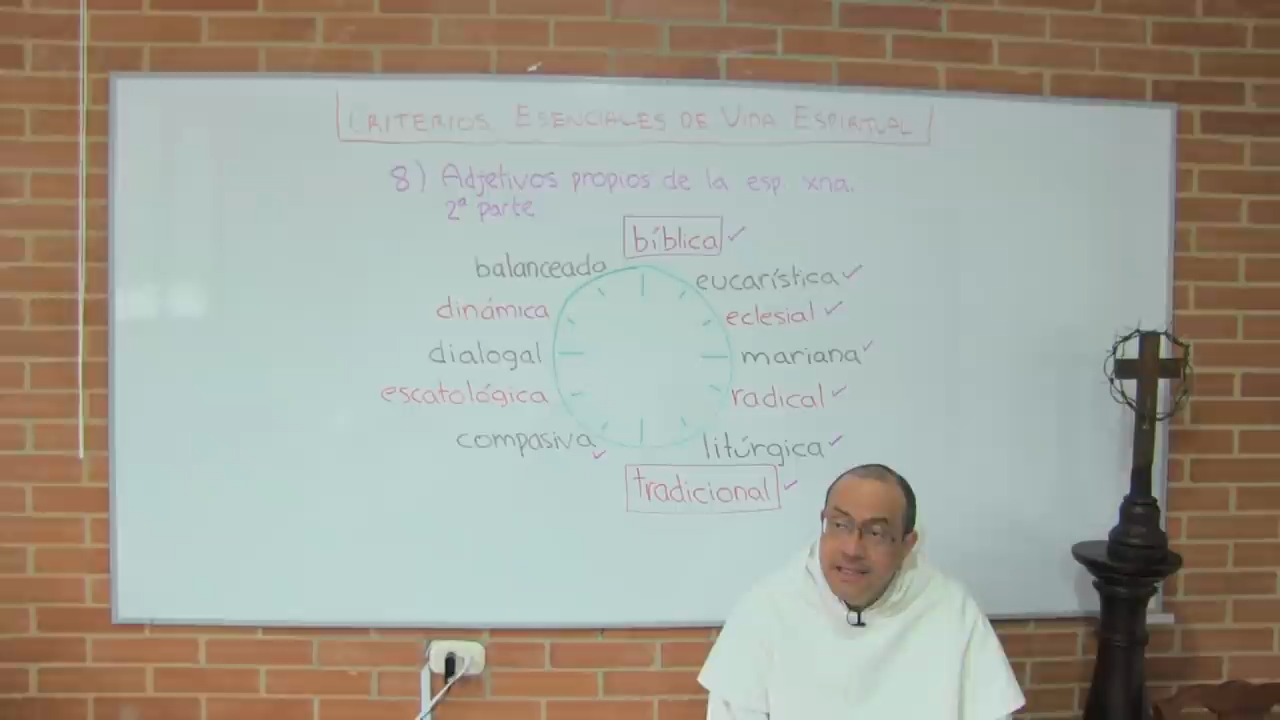 CRITERIOS ESENCIALES DE VIDA ESPIRTUAL
8) Adjetivos propios de la esp. xna.
2ª parte
bíblica ✓
eucarística ✓
eclesial ✓
mariana ✓
radical ✓
litúrgica ✓
tradicional ✓
compasiva ✓
escatológica
dialogal
dinámica
balanceada